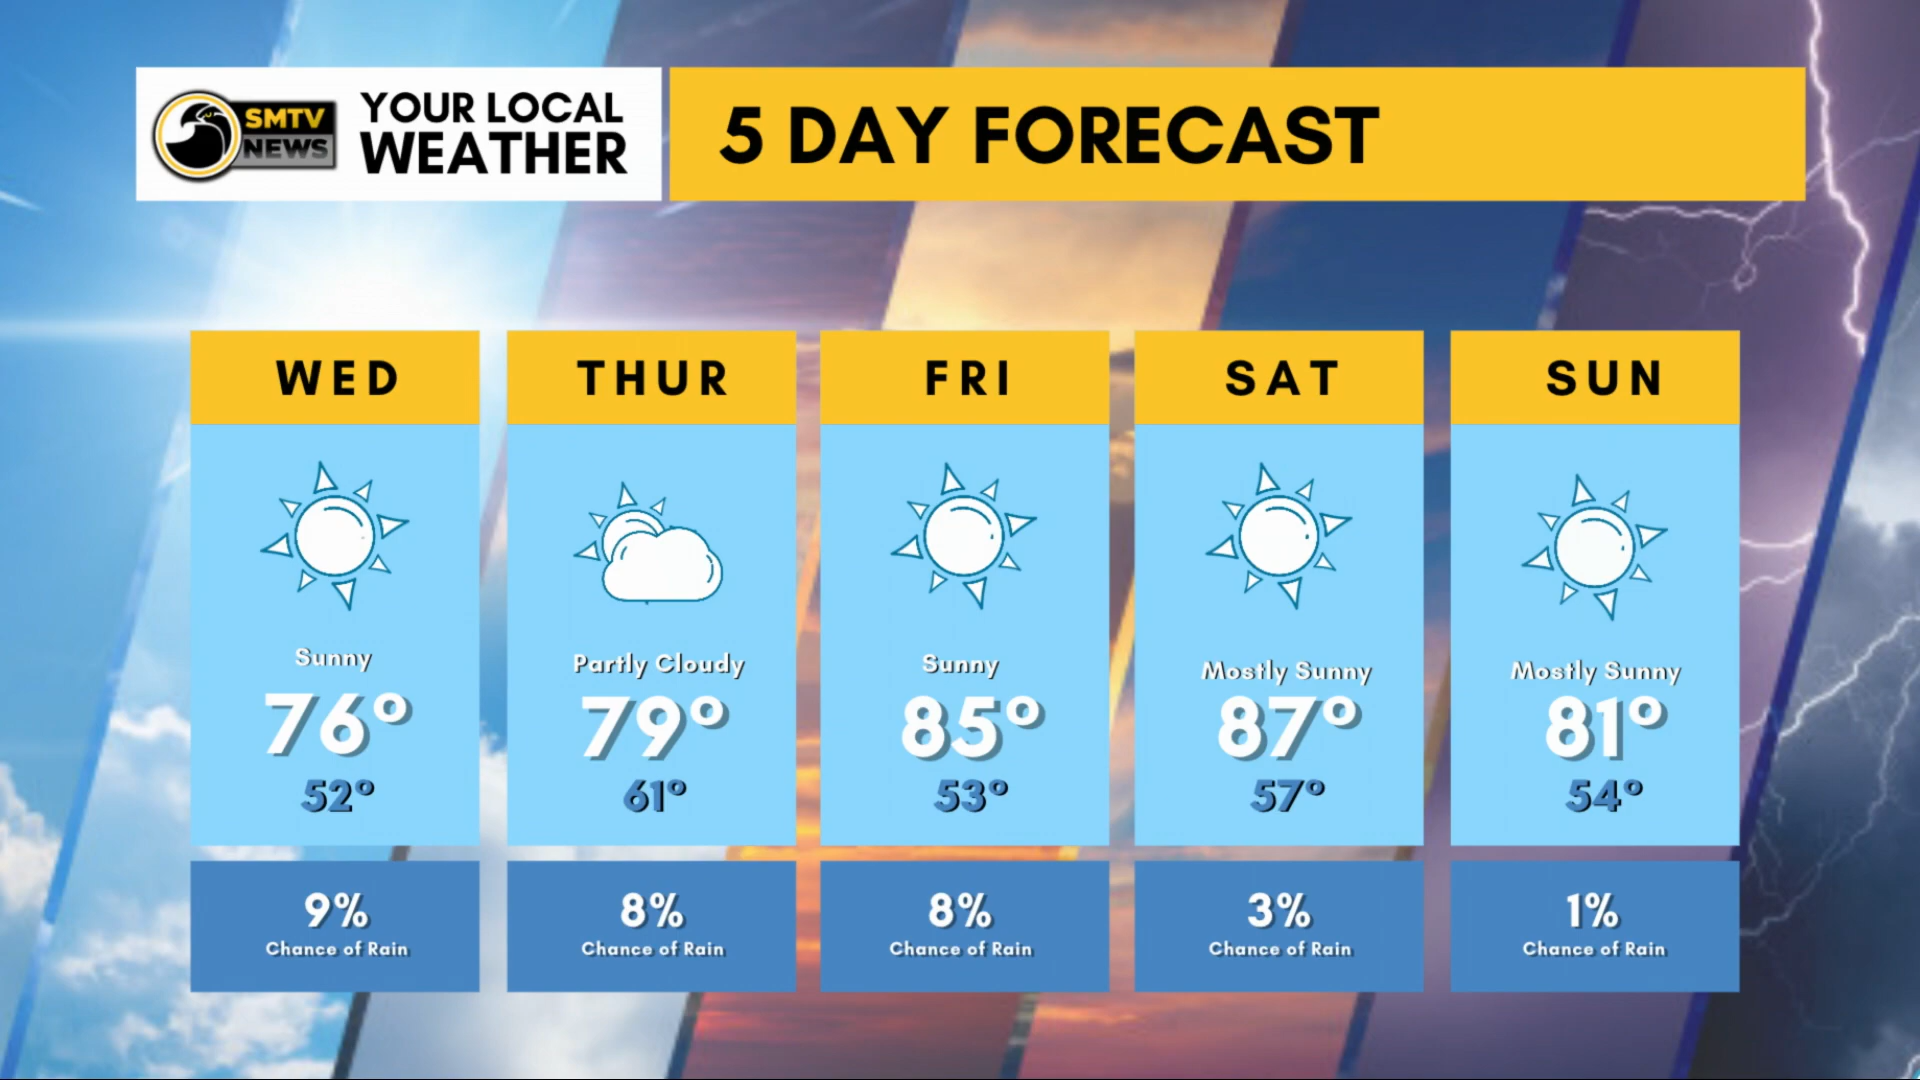 SMTV
NEWS
YOUR LOCAL
WEATHER
5 DAY FORECAST
WED
Sunny
76°
52°
9%
Chance of Rain
THUR
Partly Cloudy
79°
61°
8%
Chance of Rain
FRI
Sunny
85°
53°
8%
Chance of Rain
SAT
Mostly Sunny
87°
57°
3%
Chance of Rain
SUN
Mostly Sunny
81°
54°
1%
Chance of Rain